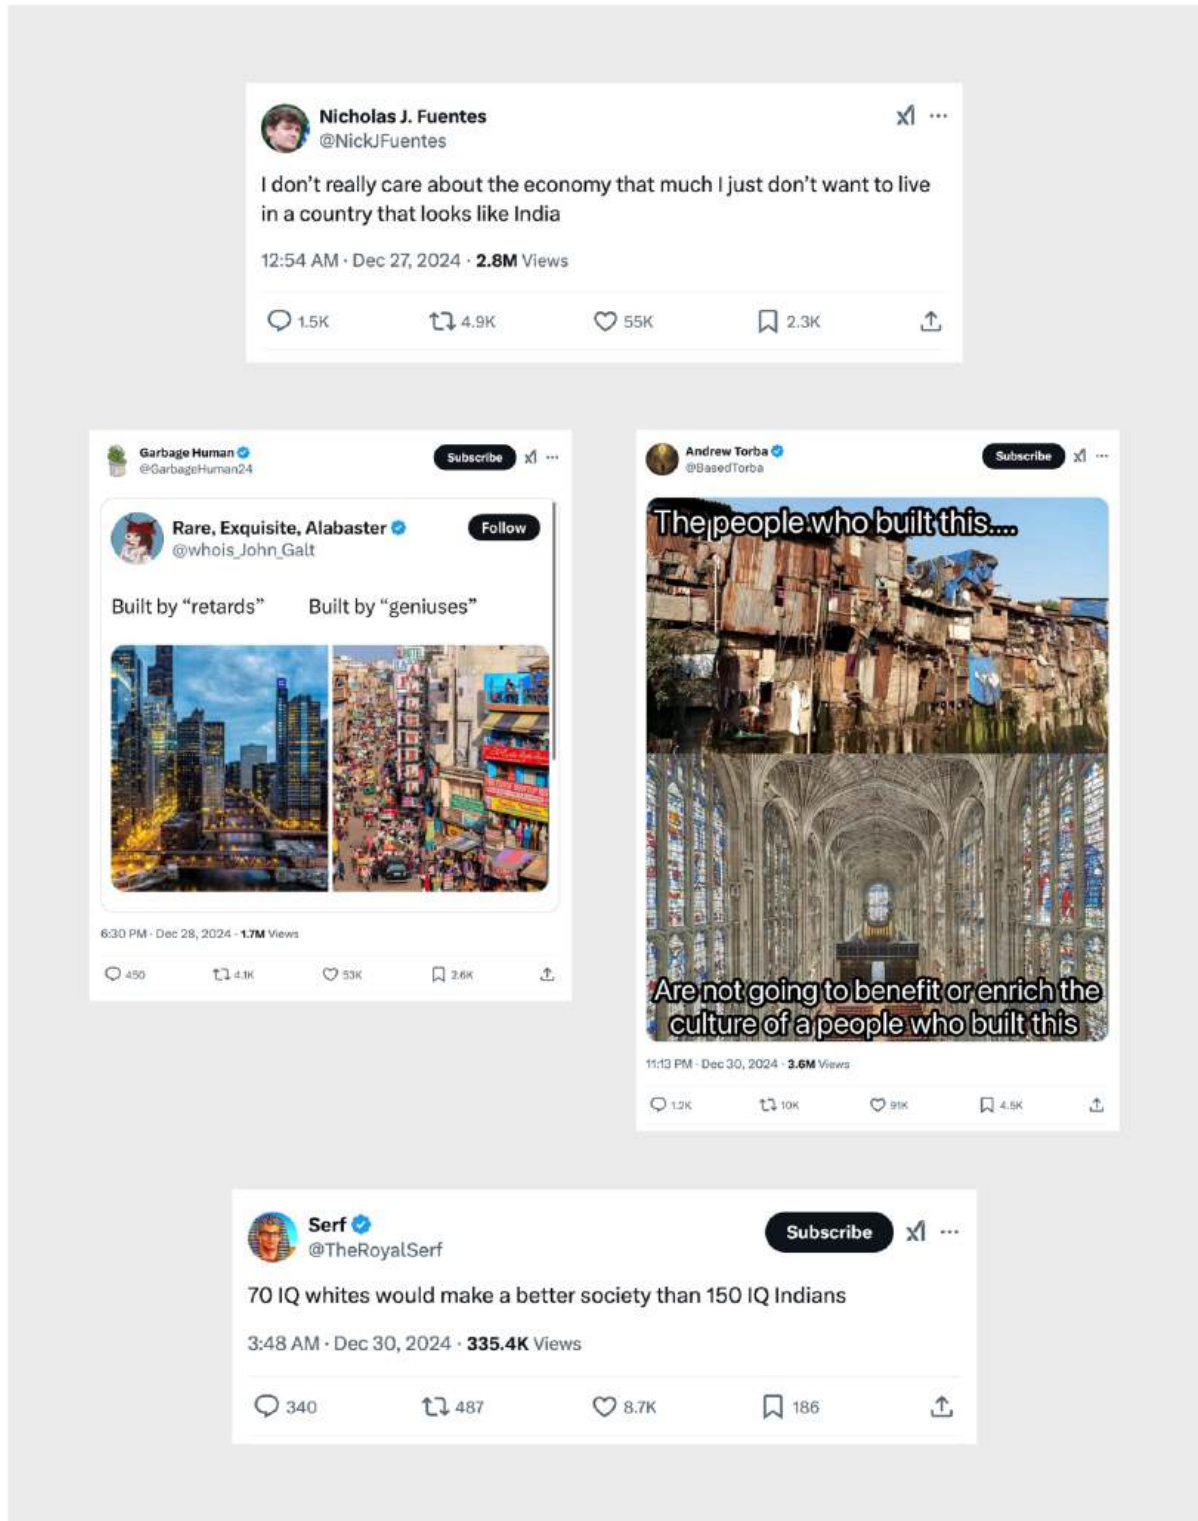 Nicholas J. Fuentes
@NickJFuentes
I don't really care about the economy that much I just don't want to live
in a country that looks like India
12:54 AM · Dec 27, 2024 · 2.8M Views
1.5K 4.9K 55K 2.3K
Garbage Human
@GarbageHuman24
Subscribe
Rare, Exquisite, Alabaster
@whois_John_Galt
Follow
Built by “retards” Built by “geniuses”
6:30 PM · Dec 28, 2024 · 1.7M Views
450 4.1K 53K 2.6K
Andrew Torba
@BasedTorba
Subscribe
The people who built this....
Are not going to benefit or enrich the
culture of a people who built this
11:13 PM · Dec 30, 2024 · 3.6M Views
1.2K 10K 91K 4.5K
Serf
@TheRoyalSerf
Subscribe
70 IQ whites would make a better society than 150 IQ Indians
3:48 AM · Dec 30, 2024 · 335.4K Views
340 487 8.7K 186